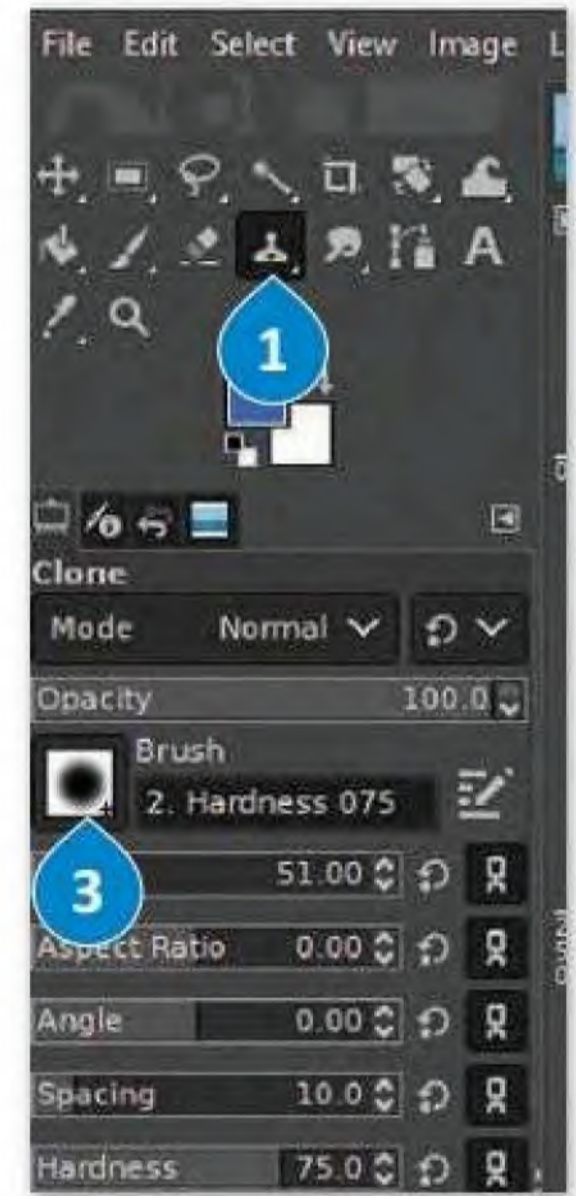 File Edit Select View Image L
A
1
Clone
Mode Normal
Opacity 100.0
Brush
2. Hardness 075
3
51.00
Aspect Ratio 0.00
Angle 0.00
Spacing 10.0
Hardness 75.0